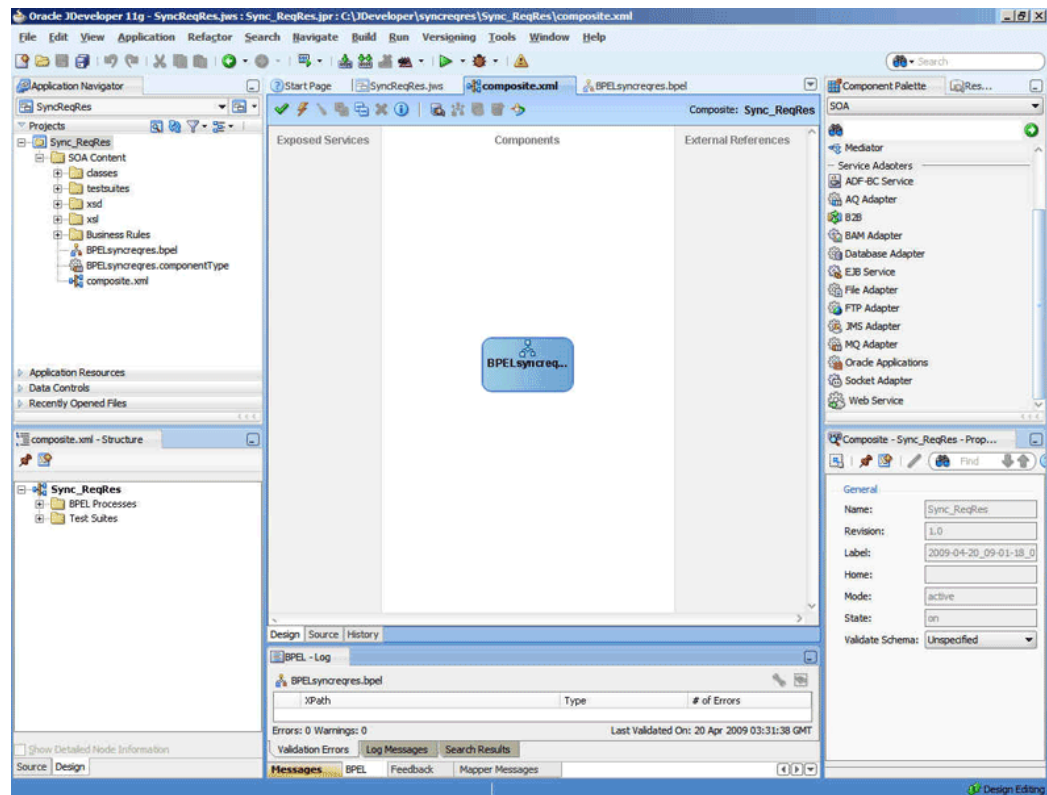 Oracle JDeveloper 11g - SyncReqRes.jws : Sync_ReqRes.jpr : C:\JDeveloper\syncreqres\Sync_ReqRes\composite.xml
File Edit View Application Refactor Search Navigate Build Run Versioning Tools Window Help
Search
Application Navigator
SyncReqRes
Projects
Sync_ReqRes
SOA Content
classes
testsuites
xsd
xsl
Business Rules
BPELsyncreqres.bpel
BPELsyncreqres.componentType
composite.xml
Application Resources
Data Controls
Recently Opened Files
composite.xml - Structure
Sync_ReqRes
BPEL Processes
Test Suites
Show Detailed Node Information
Source Design
Start Page SyncReqRes.jws composite.xml BPELsyncreqres.bpel
Composite: Sync_ReqRes
Exposed Services Components External References
BPELsyncreq...
Design Source History
BPEL - Log
BPELsyncreqres.bpel
XPath Type # of Errors
Errors: 0 Warnings: 0 Last Validated On: 20 Apr 2009 03:31:38 GMT
Validation Errors Log Messages Search Results
Messages BPEL Feedback Mapper Messages
Component Palette Res...
SOA
Mediator
Service Adapters
ADF-BC Service
AQ Adapter
B2B
BAM Adapter
Database Adapter
EJB Service
File Adapter
FTP Adapter
JMS Adapter
MQ Adapter
Oracle Applications
Socket Adapter
Web Service
Composite - Sync_ReqRes - Prop...
Find
General
Name: Sync_ReqRes
Revision: 1.0
Label: 2009-04-20_09-01-18_0
Home:
Mode: active
State: on
Validate Schema: Unspecified
Design Editing